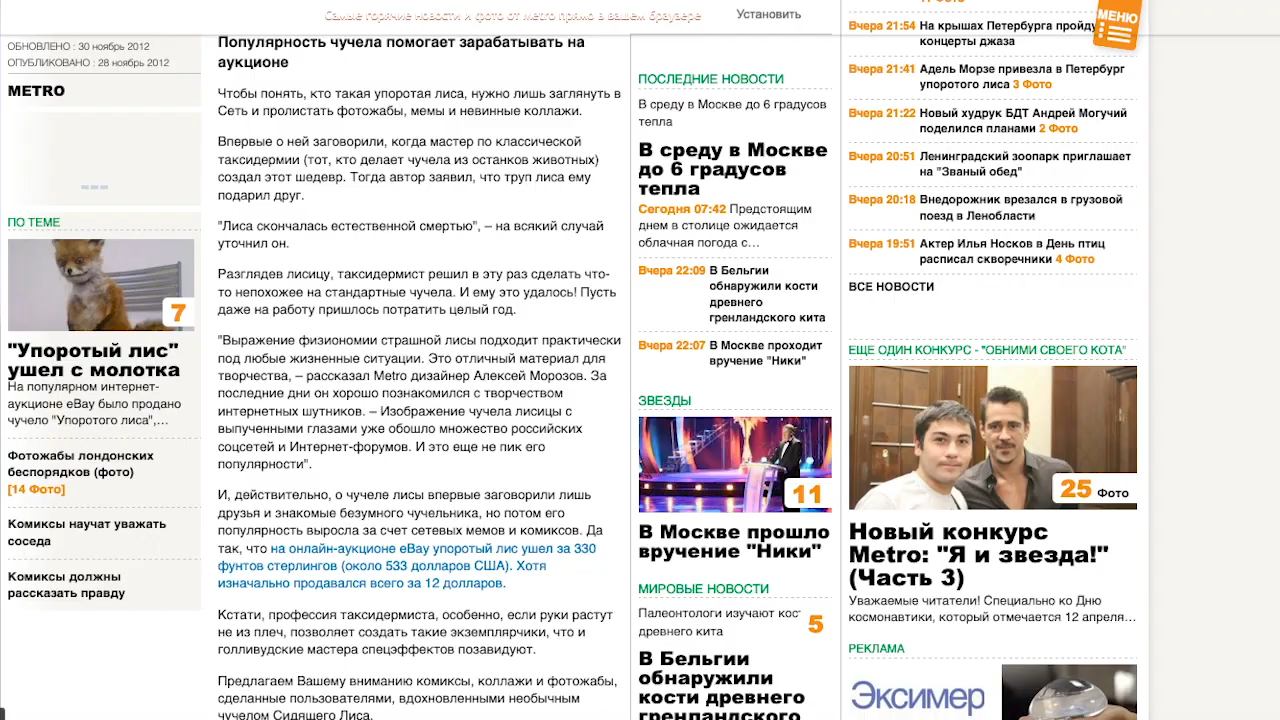 Самые горячие новости и фото от metro прямо в вашем браузере
Установить
МЕНЮ
ОБНОВЛЕНО : 30 ноябрь 2012
ОПУБЛИКОВАНО : 28 ноябрь 2012
METRO
ПО ТЕМЕ
7
"Упоротый лис"
ушел с молотка
На популярном интернет-
аукционе eBay было продано
чучело "Упоротого лиса",…
Фотожабы лондонских
беспорядков (фото)
[14 Фото]
Комиксы научат уважать
соседа
Комиксы должны
рассказать правду
Популярность чучела помогает зарабатывать на
аукционе
Чтобы понять, кто такая упоротая лиса, нужно лишь заглянуть в
Сеть и пролистать фотожабы, мемы и невинные коллажи.
Впервые о ней заговорили, когда мастер по классической
таксидермии (тот, кто делает чучела из останков животных)
создал этот шедевр. Тогда автор заявил, что труп лиса ему
подарил друг.
"Лиса скончалась естественной смертью", – на всякий случай
уточнил он.
Разглядев лисицу, таксидермист решил в эту раз сделать что-
то непохожее на стандартные чучела. И ему это удалось! Пусть
даже на работу пришлось потратить целый год.
"Выражение физиономии страшной лисы подходит практически
под любые жизненные ситуации. Это отличный материал для
творчества, – рассказал Metro дизайнер Алексей Морозов. За
последние дни он хорошо познакомился с творчеством
интернетных шутников. – Изображение чучела лисицы с
выпученными глазами уже обошло множество российских
соцсетей и Интернет-форумов. И это еще не пик его
популярности".
И, действительно, о чучеле лисы впервые заговорили лишь
друзья и знакомые безумного чучельника, но потом его
популярность выросла за счет сетевых мемов и комиксов. Да
так, что на онлайн-аукционе eBay упоротый лис ушел за 330
фунтов стерлингов (около 533 долларов США). Хотя
изначально продавался всего за 12 долларов.
Кстати, профессия таксидермиста, особенно, если руки растут
не из плеч, позволяет создать такие экземплярчики, что и
голливудские мастера спецэффектов позавидуют.
Предлагаем Вашему вниманию комиксы, коллажи и фотожабы,
сделанные пользователями, вдохновленными необычным
чучелом Сидящего Лиса.
ПОСЛЕДНИЕ НОВОСТИ
В среду в Москве до 6 градусов
тепла
В среду в Москве
до 6 градусов
тепла
Сегодня 07:42 Предстоящим
днем в столице ожидается
облачная погода с…
Вчера 22:09 В Бельгии
обнаружили кости
древнего
гренландского кита
Вчера 22:07 В Москве проходит
вручение "Ники"
ЗВЕЗДЫ
11
В Москве прошло
вручение "Ники"
МИРОВЫЕ НОВОСТИ
Палеонтологи изучают кос
древнего кита
5
В Бельгии
обнаружили
кости древнего
гренландского
Вчера 21:54 На крышах Петербурга пройду
концерты джаза
Вчера 21:41 Адель Морзе привезла в Петербург
упоротого лиса 3 Фото
Вчера 21:22 Новый худрук БДТ Андрей Могучий
поделился планами 2 Фото
Вчера 20:51 Ленинградский зоопарк приглашает
на "Званый обед"
Вчера 20:18 Внедорожник врезался в грузовой
поезд в Ленобласти
Вчера 19:51 Актер Илья Носков в День птиц
расписал скворечники 4 Фото
ВСЕ НОВОСТИ
ЕЩЕ ОДИН КОНКУРС - "ОБНИМИ СВОЕГО КОТА"
25 Фото
Новый конкурс
Metro: "Я и звезда!"
(Часть 3)
Уважаемые читатели! Специально ко Дню
космонавтики, который отмечается 12 апреля…
РЕКЛАМА
Эксимер